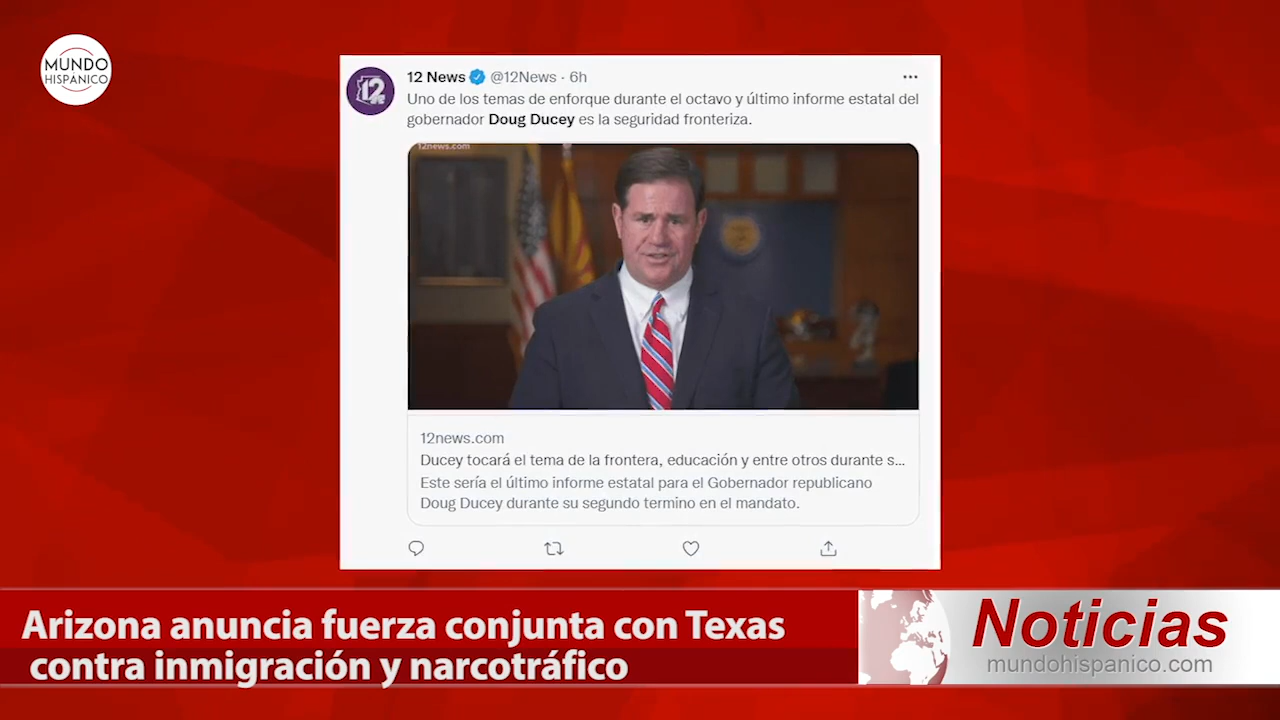 MUNDO
HISPÁNICO
12
12 News @12News · 6h
Uno de los temas de enforque durante el octavo y último informe estatal del
gobernador Doug Ducey es la seguridad fronteriza.
12news.com
12news.com
Ducey tocará el tema de la frontera, educación y entre otros durante s...
Este sería el último informe estatal para el Gobernador republicano
Doug Ducey durante su segundo termino en el mandato.
Arizona anuncia fuerza conjunta con Texas
contra inmigración y narcotráfico
Noticias
mundohispanico.com